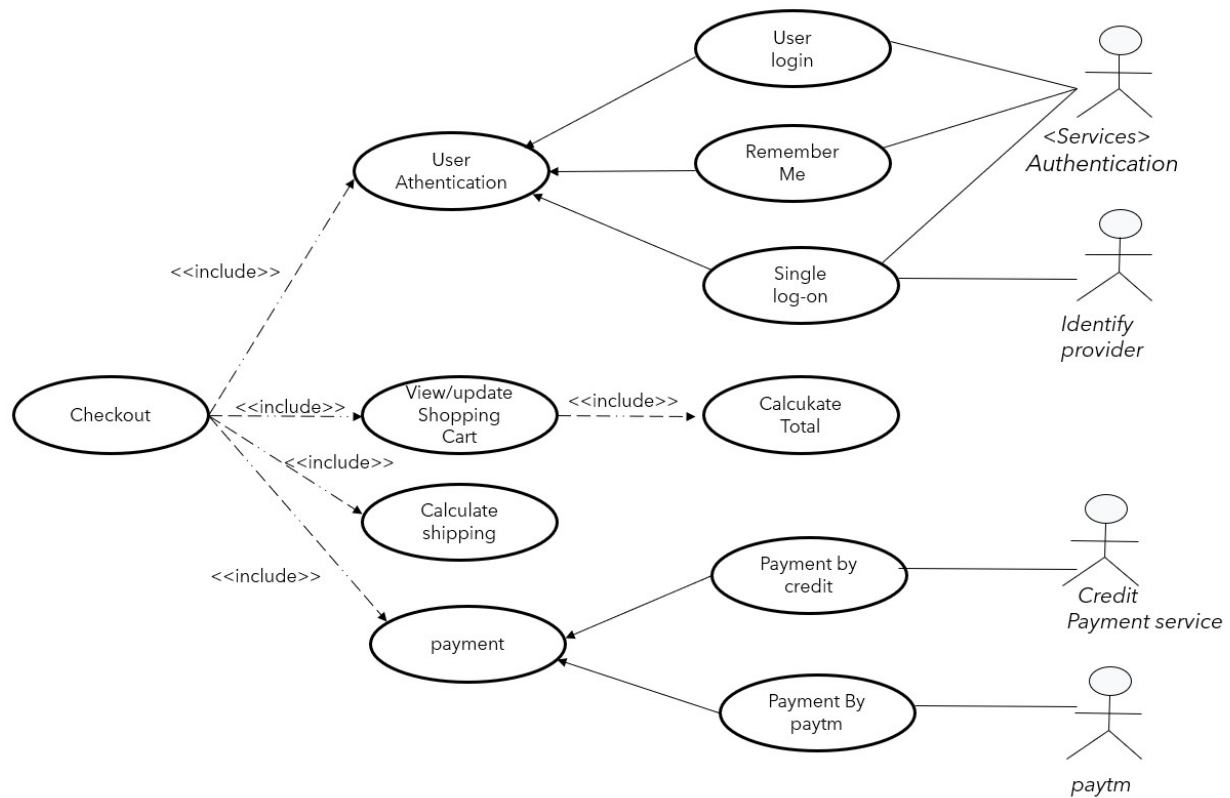 User
login
<Services>
Authentication
User
Athentication
Remember
Me
<<include>>
Single
log-on
Identify
provider
Checkout
<<include>>
View/update
Shopping
Cart
<<include>>
Calcukate
Total
<<include>>
Calculate
shipping
<<include>>
Payment by
credit
Credit
Payment service
payment
Payment By
paytm
paytm